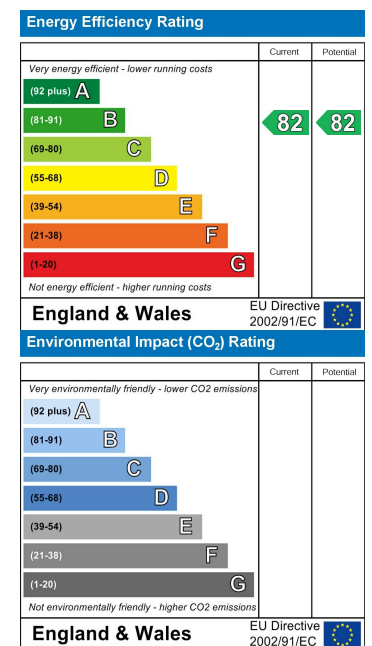 Energy Efficiency Rating
Current Potential
Very energy efficient - lower running costs
(92 plus) A
(81-91) B 82 82
(69-80) C
(55-68) D
(39-54) E
(21-38) F
(1-20) G
Not energy efficient - higher running costs
England & Wales EU Directive
2002/91/EC
Environmental Impact (CO₂) Rating
Current Potential
Very environmentally friendly - lower CO2 emissions
(92 plus) A
(81-91) B
(69-80) C
(55-68) D
(39-54) E
(21-38) F
(1-20) G
Not environmentally friendly - higher CO2 emissions
England & Wales EU Directive
2002/91/EC